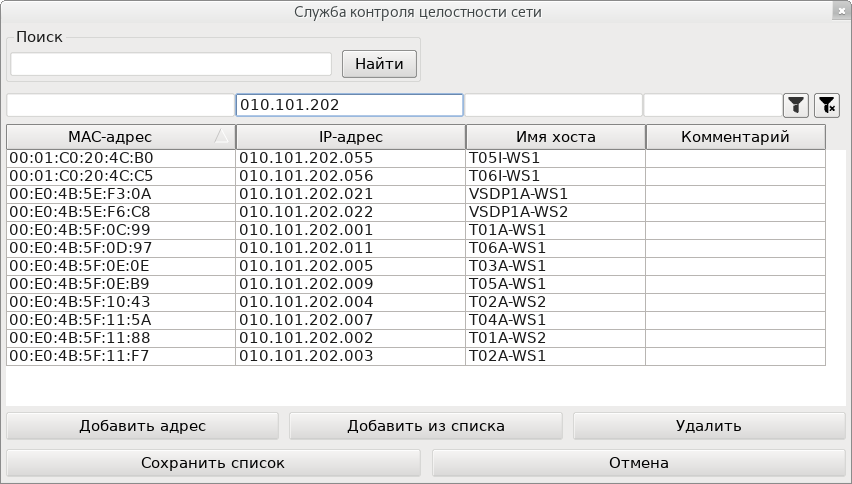 Служба контроля целостности сети
Поиск
Найти
010.101.202
MAC-адрес IP-адрес Имя хоста Комментарий
00:01:C0:20:4C:B0 010.101.202.055 T05I-WS1
00:01:C0:20:4C:C5 010.101.202.056 T06I-WS1
00:E0:4B:5E:F3:0A 010.101.202.021 VSDP1A-WS1
00:E0:4B:5E:F6:C8 010.101.202.022 VSDP1A-WS2
00:E0:4B:5F:0C:99 010.101.202.001 T01A-WS1
00:E0:4B:5F:0D:97 010.101.202.011 T06A-WS1
00:E0:4B:5F:0E:0E 010.101.202.005 T03A-WS1
00:E0:4B:5F:0E:B9 010.101.202.009 T05A-WS1
00:E0:4B:5F:10:43 010.101.202.004 T02A-WS2
00:E0:4B:5F:11:5A 010.101.202.007 T04A-WS1
00:E0:4B:5F:11:88 010.101.202.002 T01A-WS2
00:E0:4B:5F:11:F7 010.101.202.003 T02A-WS1
Добавить адрес Добавить из списка Удалить
Сохранить список Отмена